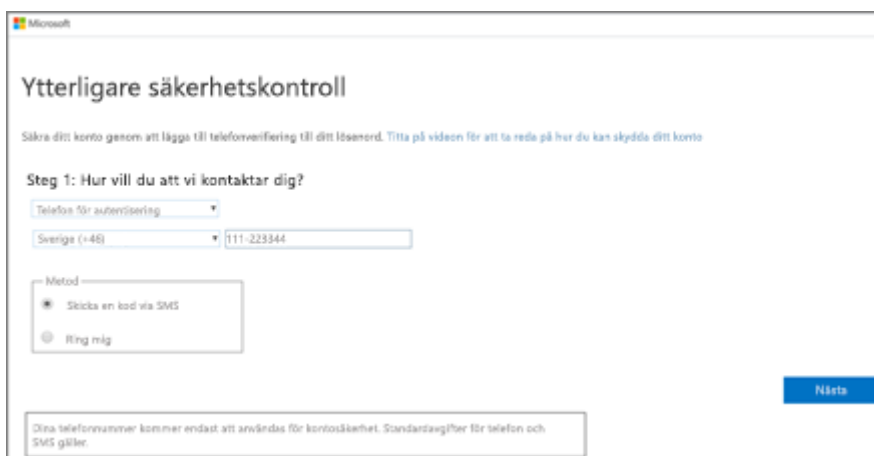 Microsoft
Ytterligare säkerhetskontroll
Säkra ditt konto genom att lägga till telefonverifiering till ditt lösenord. Titta på videon för att ta reda på hur du kan skydda ditt konto
Steg 1: Hur vill du att vi kontaktar dig?
Telefon för autentisering
Sverige (+46) 111-223344
Metod
Skicka en kod via SMS
Ring mig
Nästa
Dina telefonnummer kommer endast att användas för kontosäkerhet. Standardavgifter för telefon och
SMS gäller.